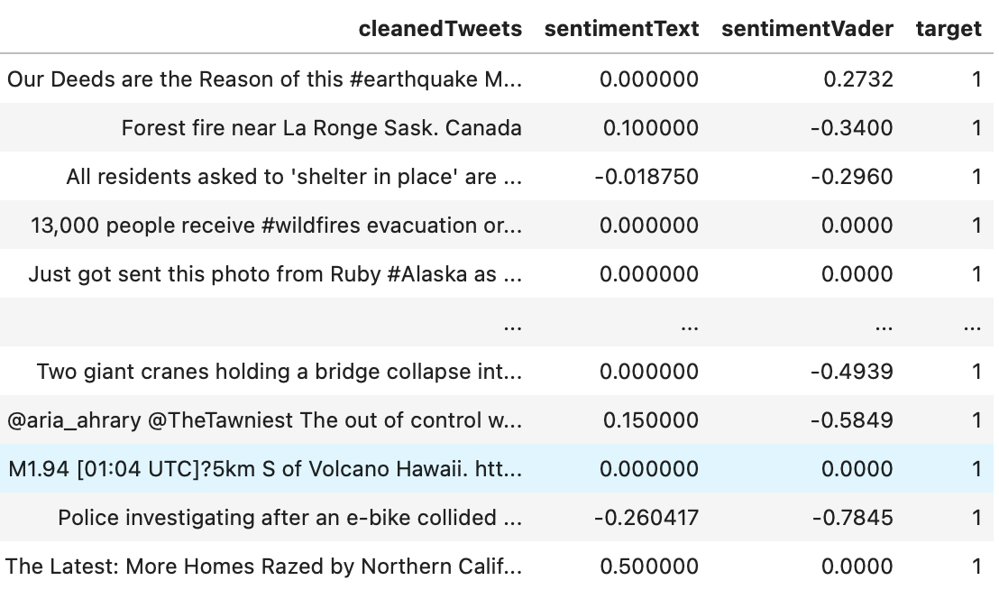 cleanedTweets sentimentText sentimentVader target
Our Deeds are the Reason of this #earthquake M... 0.000000 0.2732 1
Forest fire near La Ronge Sask. Canada 0.100000 -0.3400 1
All residents asked to 'shelter in place' are ... -0.018750 -0.2960 1
13,000 people receive #wildfires evacuation or... 0.000000 0.0000 1
Just got sent this photo from Ruby #Alaska as ... 0.000000 0.0000 1
... ... ... ...
Two giant cranes holding a bridge collapse int... 0.000000 -0.4939 1
@aria_ahrary @TheTawniest The out of control w... 0.150000 -0.5849 1
M1.94 [01:04 UTC]?5km S of Volcano Hawaii. htt... 0.000000 0.0000 1
Police investigating after an e-bike collided ... -0.260417 -0.7845 1
The Latest: More Homes Razed by Northern Calif... 0.500000 0.0000 1